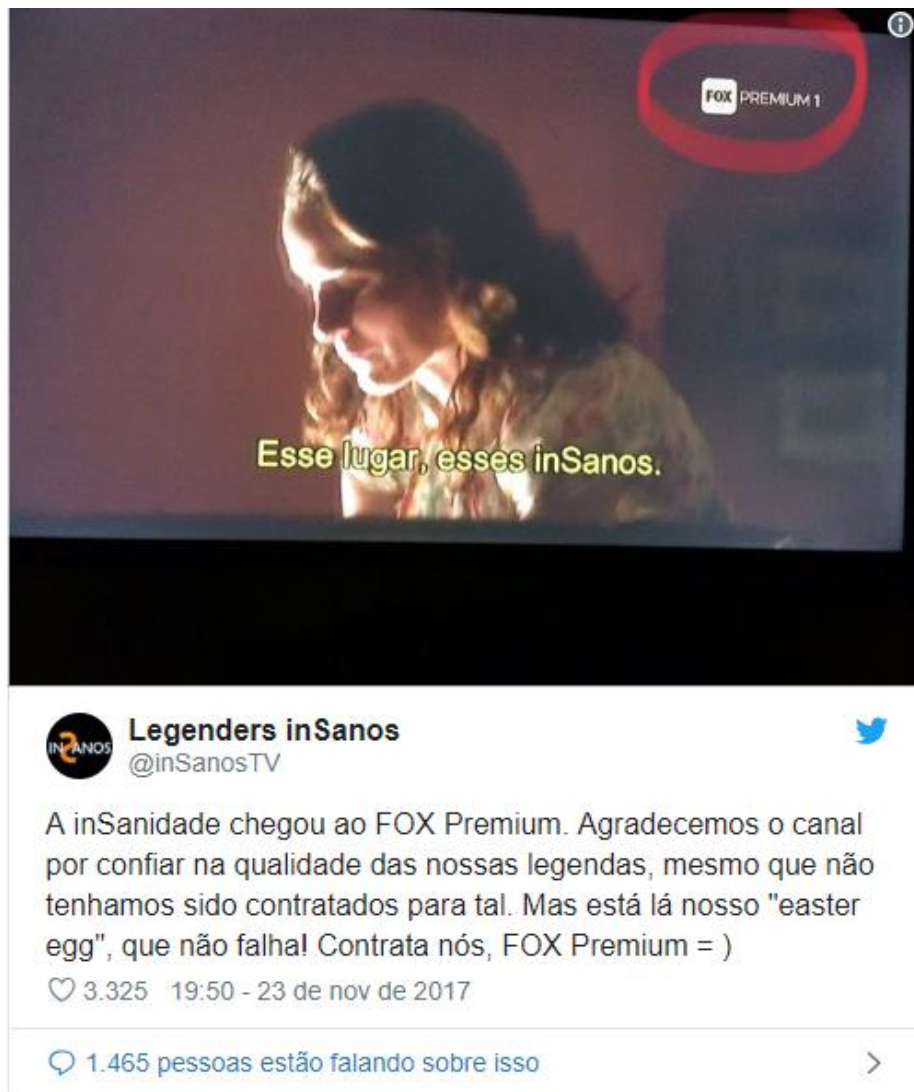 FOX PREMIUM 1
Esse lugar, esses inSanos.
INSANOS
Legenders inSanos
@inSanosTV
A inSanidade chegou ao FOX Premium. Agradecemos o canal
por confiar na qualidade das nossas legendas, mesmo que não
tenhamos sido contratados para tal. Mas está lá nosso "easter
egg", que não falha! Contrata nós, FOX Premium = )
3.325 19:50 - 23 de nov de 2017
1.465 pessoas estão falando sobre isso